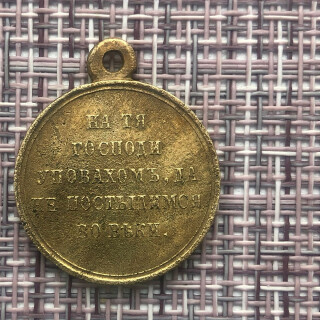 НА ТЯ
ГОСПОДИ
УПОВАХОМЪ, ДА
НЕ ПОСТЫДИМСЯ
ВО ВѢКИ.